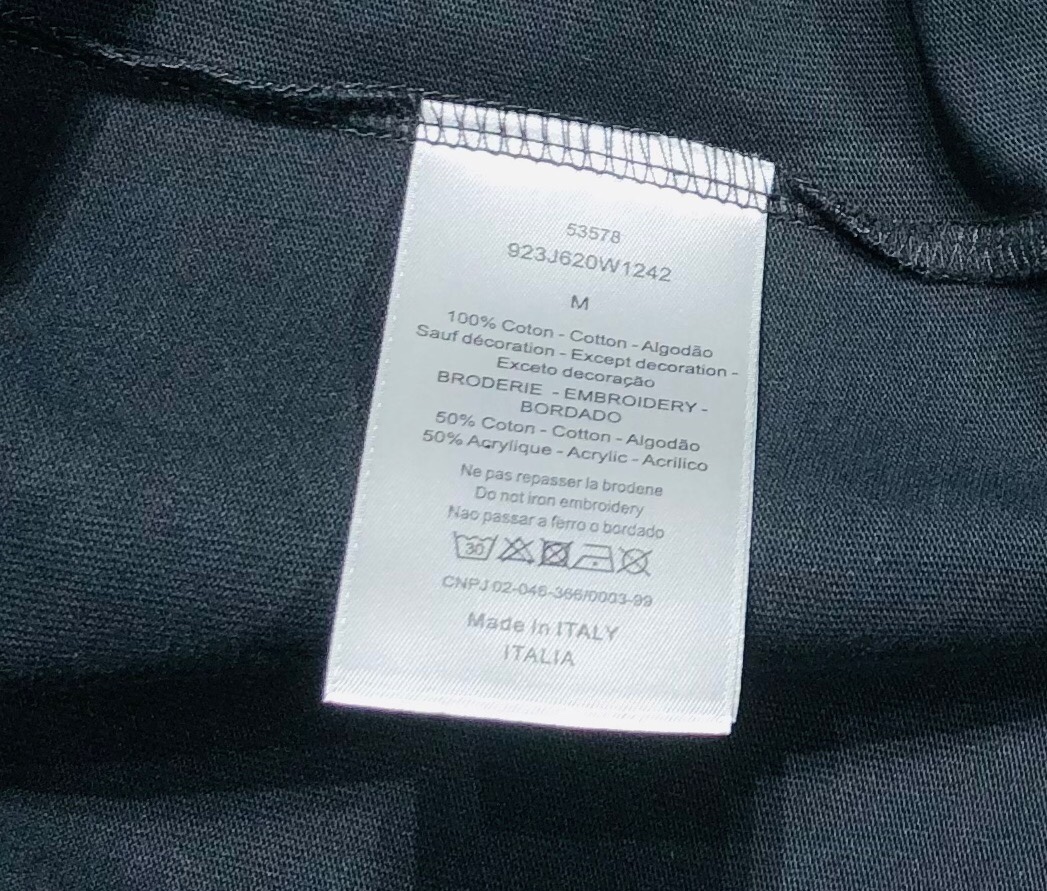 53578
923J620W1242
M
100% Coton - Cotton - Algodão
Sauf décoration - Except decoration -
Exceto decoração
BRODERIE - EMBROIDERY -
BORDADO
50% Coton - Cotton - Algodão
50% Acrylique - Acrylic - Acrilico
Ne pas repasser la brodene
Do not iron embroidery
Nao passar a ferro o bordado
30
CNPJ 02-046-366/0003-99
Made in ITALY
ITALIA